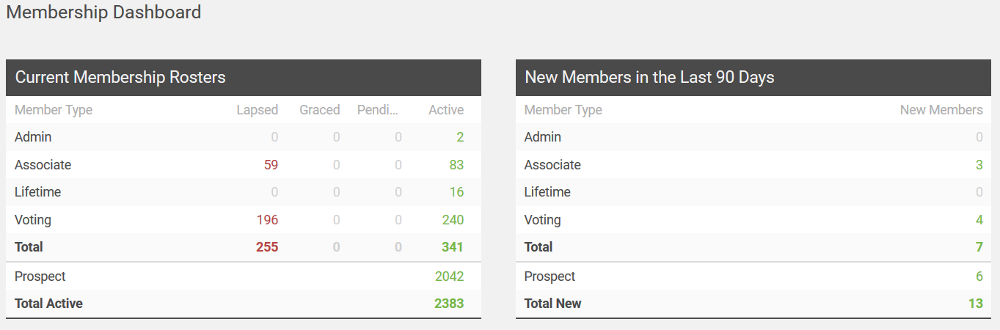 Membership Dashboard
Current Membership Rosters
Member Type Lapsed Graced Pendi... Active
Admin 0 0 0 2
Associate 59 0 0 83
Lifetime 0 0 0 16
Voting 196 0 0 240
Total 255 0 0 341
Prospect 2042
Total Active 2383
New Members in the Last 90 Days
Member Type New Members
Admin 0
Associate 3
Lifetime 0
Voting 4
Total 7
Prospect 6
Total New 13